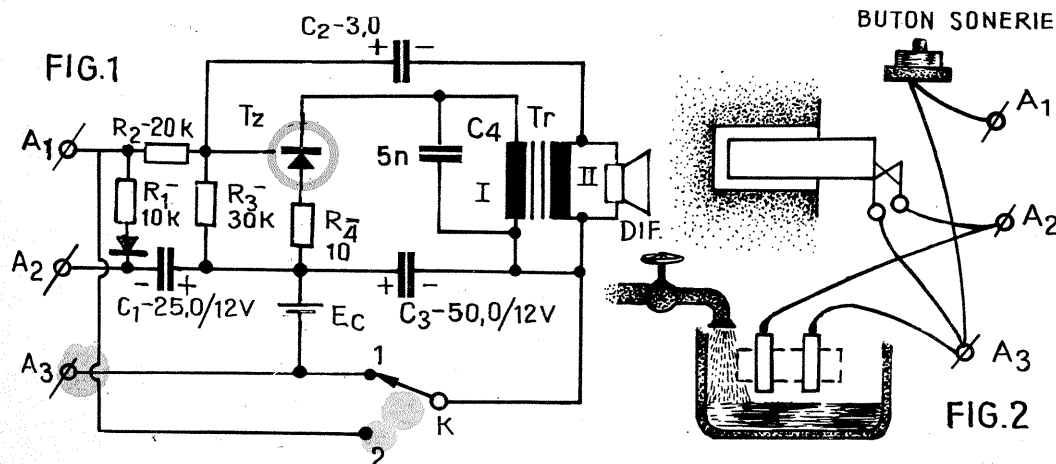 FIG.1
C2-3,0
+ -
A1
R2-20K
Tz
C4
5n
Tr
I
II
R1-
10K
R3-
30K
R4-
10
DIF.
A2
- +
C1-25,0/12V
+ -
C3-50,0/12V
EC
A3
1
K
2
BUTON SONERIE
A1
A2
A3
FIG.2